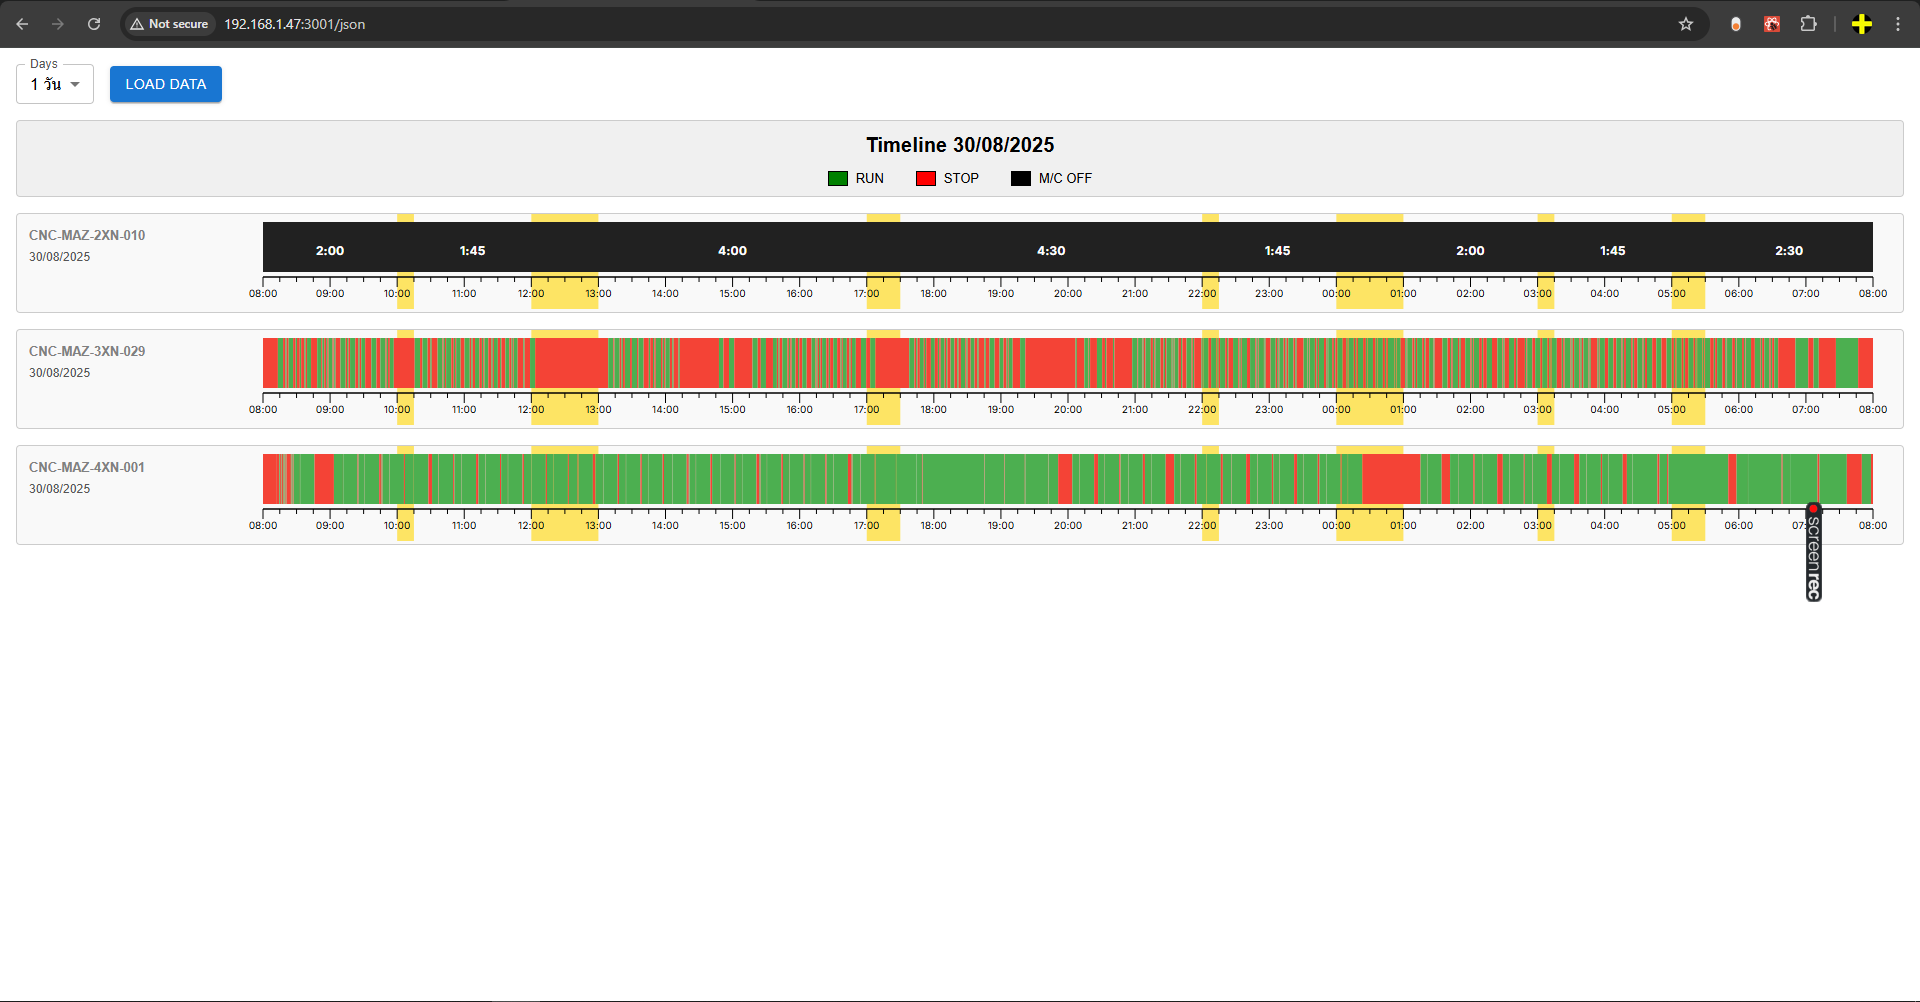 Not secure 192.168.1.47:3001/json
Days
1 วัน LOAD DATA
Timeline 30/08/2025
RUN STOP M/C OFF
CNC-MAZ-2XN-010
30/08/2025
2:00 1:45 4:00 4:30 1:45 2:00 1:45 2:30
08:00 09:00 10:00 11:00 12:00 13:00 14:00 15:00 16:00 17:00 18:00 19:00 20:00 21:00 22:00 23:00 00:00 01:00 02:00 03:00 04:00 05:00 06:00 07:00 08:00
CNC-MAZ-3XN-029
30/08/2025
08:00 09:00 10:00 11:00 12:00 13:00 14:00 15:00 16:00 17:00 18:00 19:00 20:00 21:00 22:00 23:00 00:00 01:00 02:00 03:00 04:00 05:00 06:00 07:00 08:00
CNC-MAZ-4XN-001
30/08/2025
08:00 09:00 10:00 11:00 12:00 13:00 14:00 15:00 16:00 17:00 18:00 19:00 20:00 21:00 22:00 23:00 00:00 01:00 02:00 03:00 04:00 05:00 06:00 08:00
screenrec